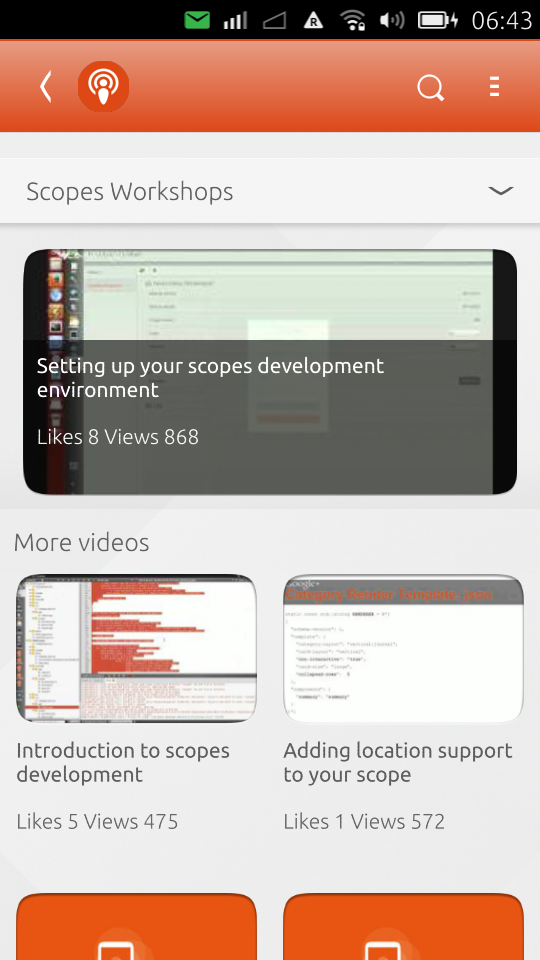 06:43
Scopes Workshops
Setting up your scopes development
environment
Likes 8 Views 868
More videos
Google+
Category Render Template json
Introduction to scopes
development
Likes 5 Views 475
Adding location support
to your scope
Likes 1 Views 572